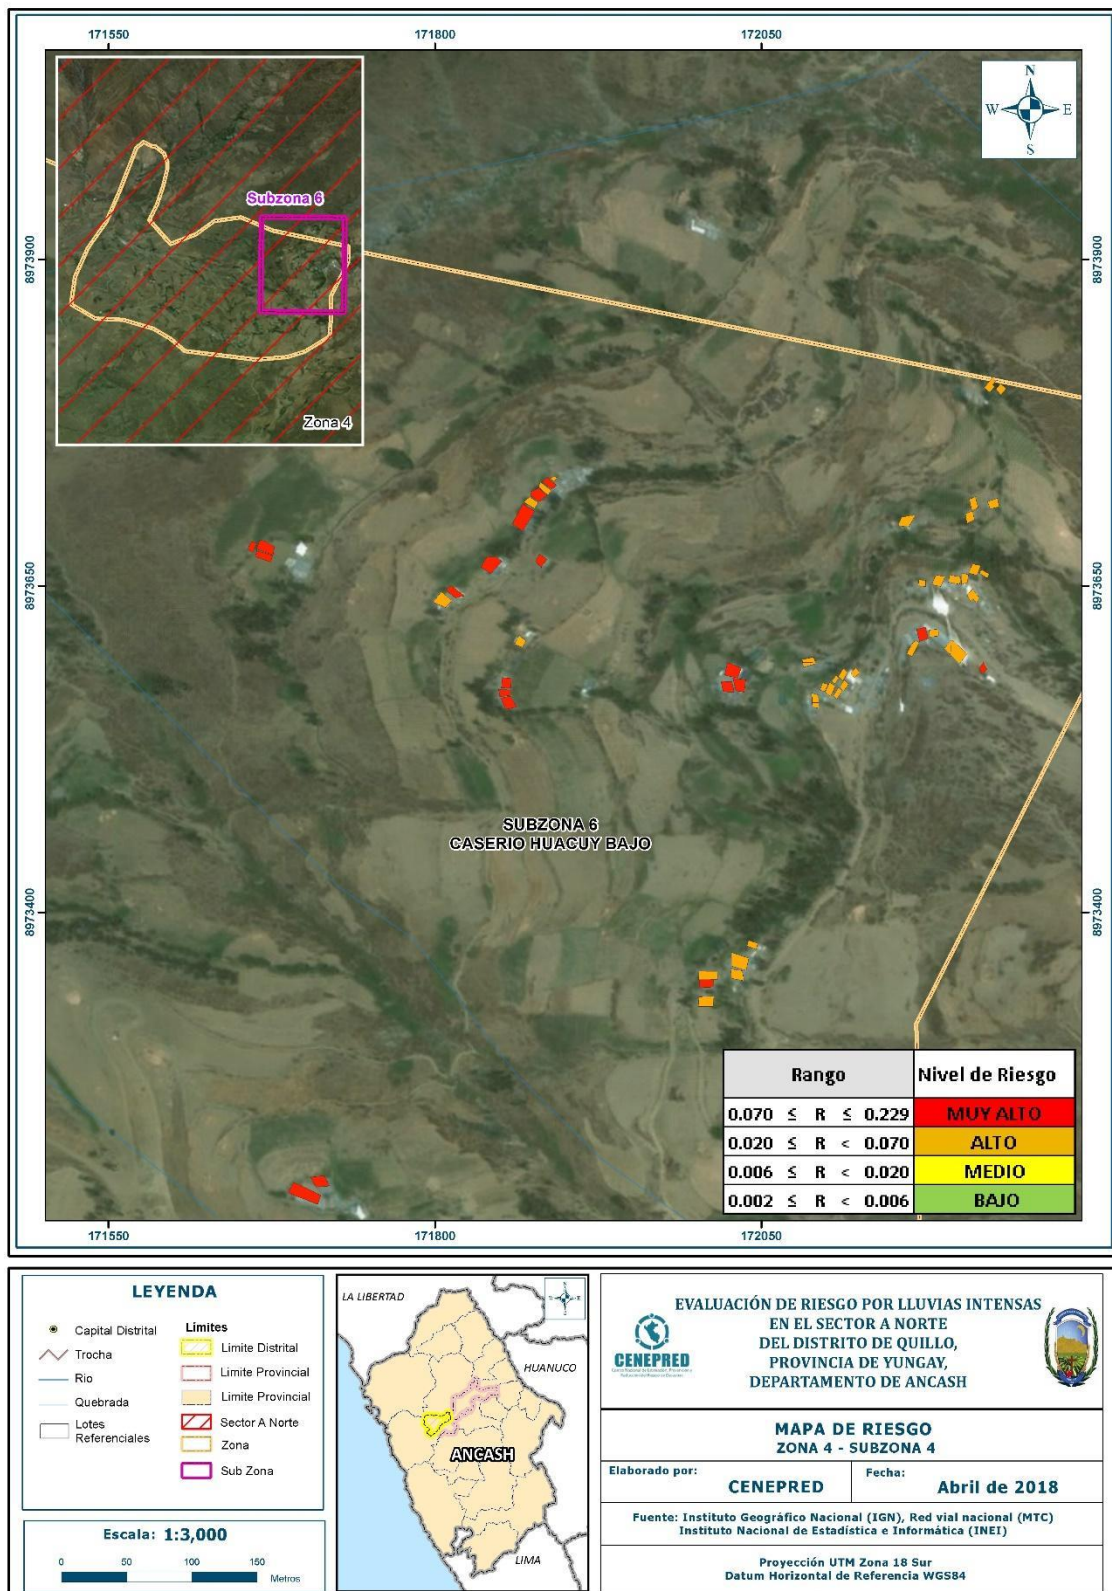 171550
171800
172050
N
W E
S
Subzona 6
Zona 4
8973900
8973900
8973650
8973650
SUBZONA 6
CASERIO HUACUY BAJO
8973400
8973400
Rango Nivel de Riesgo
0.070 ≤ R ≤ 0.229 MUY ALTO
0.020 ≤ R < 0.070 ALTO
0.006 ≤ R < 0.020 MEDIO
0.002 ≤ R < 0.006 BAJO
171550
171800
172050
LEYENDA
Capital Distrital
Trocha
Rio
Quebrada
Lotes
Referenciales
Límites
Limite Distrital
Limite Provincial
Limite Provincial
Sector A Norte
Zona
Sub Zona
Escala: 1:3,000
0 50 100 150
Metros
LA LIBERTAD
HUANUCO
ANCASH
LIMA
CENEPRED
EVALUACIÓN DE RIESGO POR LLUVIAS INTENSAS
EN EL SECTOR A NORTE
DEL DISTRITO DE QUILLO,
PROVINCIA DE YUNGAY,
DEPARTAMENTO DE ANCASH
MAPA DE RIESGO
ZONA 4 - SUBZONA 4
Elaborado por:
CENEPRED
Fecha:
Abril de 2018
Fuente: Instituto Geográfico Nacional (IGN), Red vial nacional (MTC)
Instituto Nacional de Estadística e Informática (INEI)
Proyección UTM Zona 18 Sur
Datum Horizontal de Referencia WGS84